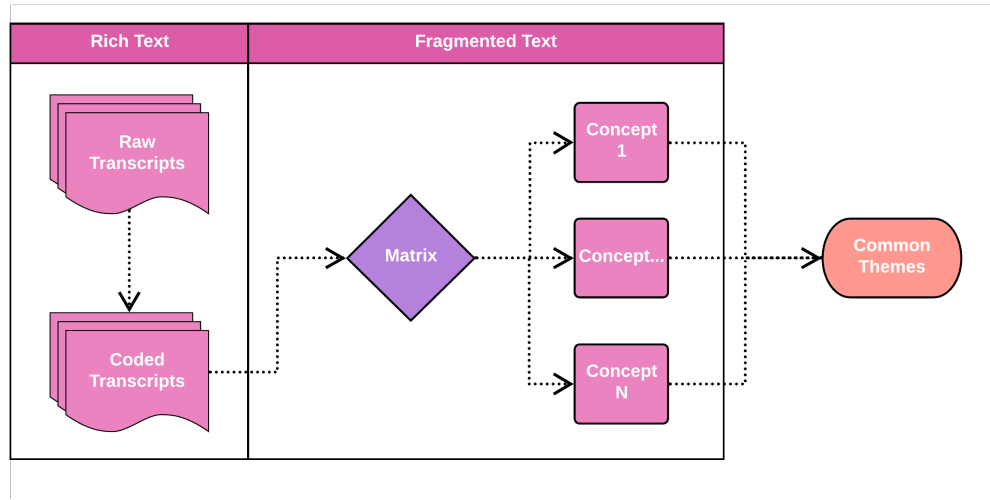 Rich Text
Fragmented Text
Raw
Transcripts
Coded
Transcripts
Matrix
Concept
1
Concept...
Concept
N
Common
Themes